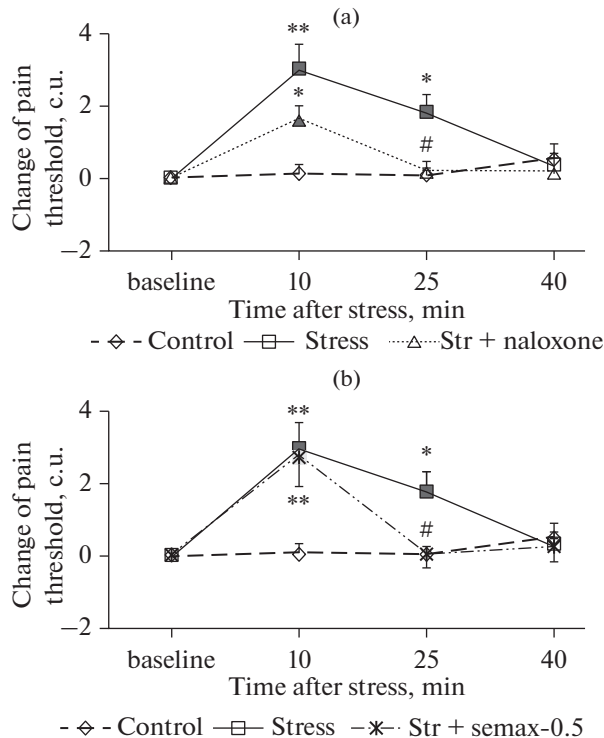 (a)
Change of pain
threshold, c.u.
4
2
0
−2
**
*
*
#
baseline 10 25 40
Time after stress, min
Control Stress Str + naloxone
(b)
Change of pain
threshold, c.u.
4
2
0
−2
**
*
**
#
baseline 10 25 40
Time after stress, min
Control Stress Str + semax-0.5